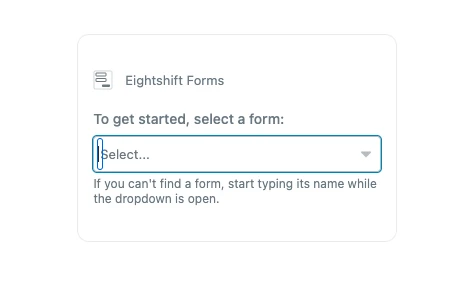 Eightshift Forms
To get started, select a form:
Select...
If you can't find a form, start typing its name while
the dropdown is open.